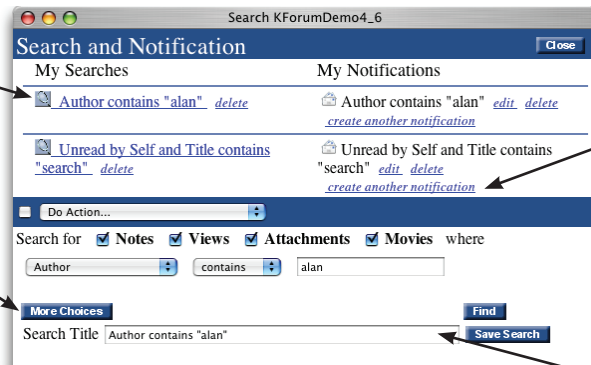 Search KForumDemo4_6
Search and Notification Close
My Searches My Notifications
Author contains "alan" delete Author contains "alan" edit delete
create another notification
Unread by Self and Title contains Unread by Self and Title contains
"search" delete "search" edit delete
create another notification
Do Action...
Search for Notes Views Attachments Movies where
Author contains alan
More Choices Find
Search Title Author contains "alan" Save Search